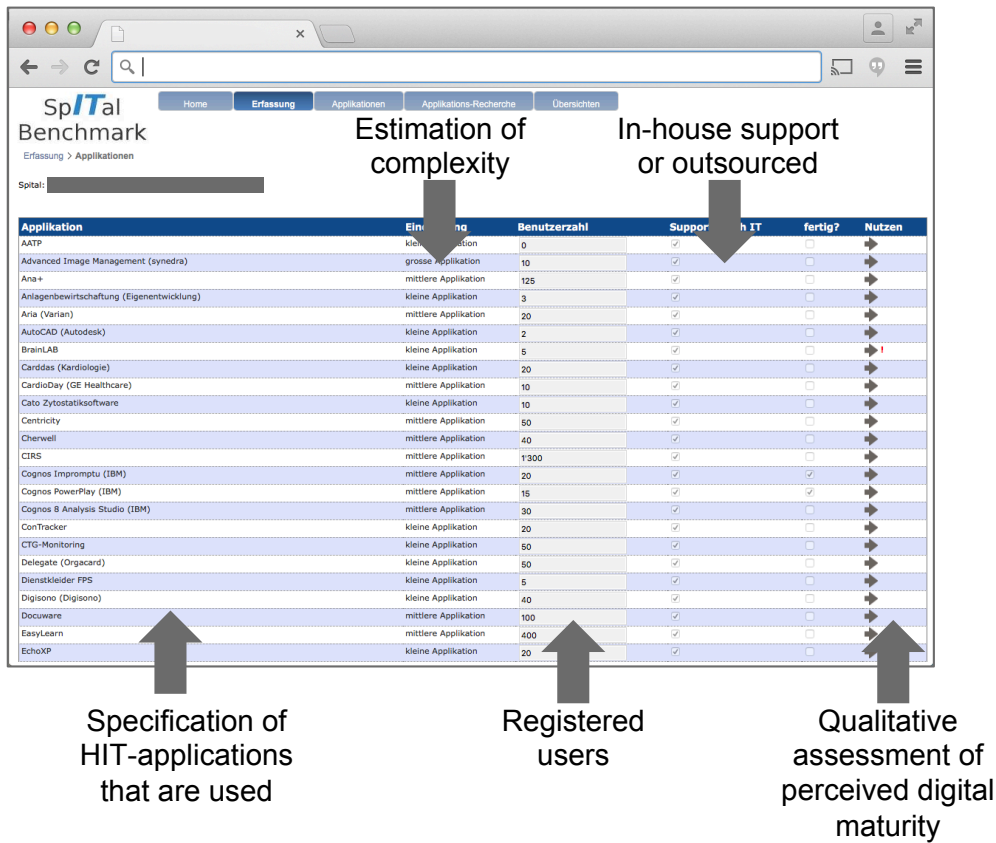 SpITal
Benchmark
Home Erfassung Applikationen Applikations-Recherche Übersichten
Erfassung > Applikationen
Estimation of
complexity
In-house support
or outsourced
Spital:
Applikation Benutzerzahl IT fertig? Nutzen
AATP 0
Advanced Image Management (synedra) grosse Applikation 10
Ana+ mittlere Applikation 125
Anlagenbewirtschaftung (Eigenentwicklung) kleine Applikation 3
Aria (Varian) mittlere Applikation 20
AutoCAD (Autodesk) kleine Applikation 2
BrainLAB kleine Applikation 5 !
Carddas (Kardiologie) kleine Applikation 20
CardioDay (GE Healthcare) mittlere Applikation 10
Cato Zytostatiksoftware kleine Applikation 10
Centricity mittlere Applikation 50
Cherwell mittlere Applikation 40
CIRS mittlere Applikation 1'300
Cognos Impromptu (IBM) mittlere Applikation 20
Cognos PowerPlay (IBM) mittlere Applikation 15
Cognos 8 Analysis Studio (IBM) mittlere Applikation 30
ConTracker kleine Applikation 20
CTG-Monitoring kleine Applikation 50
Delegate (Orgacard) kleine Applikation 50
Dienstkleider FPS kleine Applikation 5
Digisono (Digisono) kleine Applikation 40
Docuware mittlere Applikation 100
EasyLearn mittlere Applikation 400
EchoXP kleine Applikation 20
Specification of
HIT-applications
that are used
Registered
users
Qualitative
assessment of
perceived digital
maturity